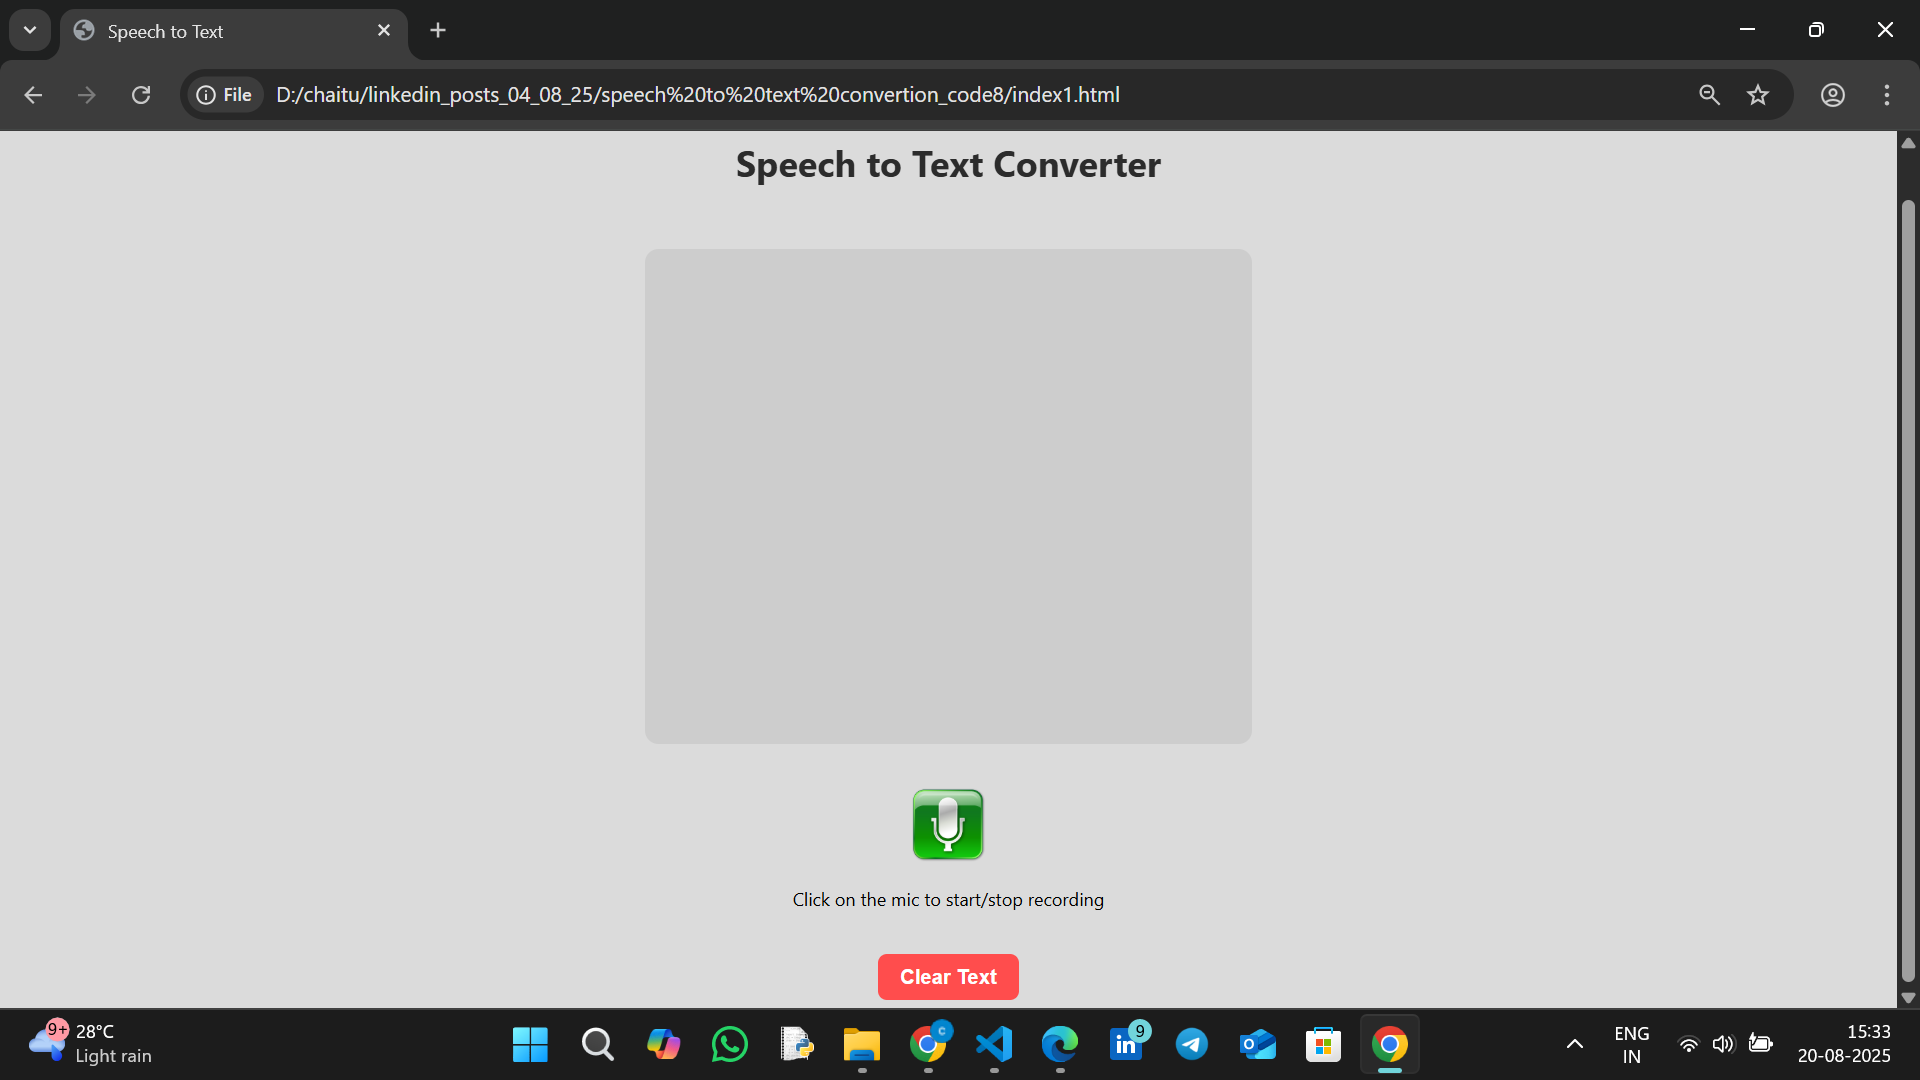 Speech to Text
File
D:/chaitu/linkedin_posts_04_08_25/speech%20to%20text%20convertion_code8/index1.html
Speech to Text Converter
Click on the mic to start/stop recording
Clear Text
9+
28°C
Light rain
C
in
9
O
ENG
IN
15:33
20-08-2025